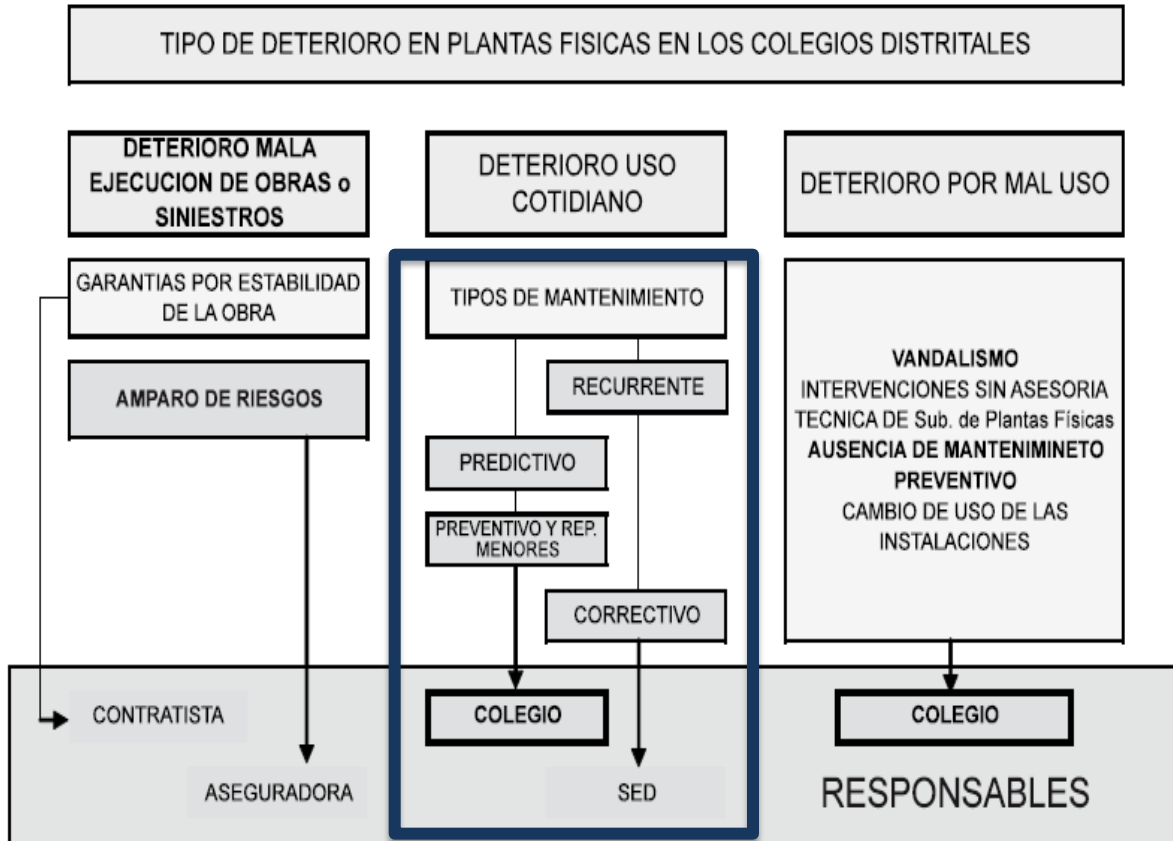 TIPO DE DETERIORO EN PLANTAS FISICAS EN LOS COLEGIOS DISTRITALES
DETERIORO MALA
EJECUCION DE OBRAS o
SINIESTROS
GARANTIAS POR ESTABILIDAD
DE LA OBRA
AMPARO DE RIESGOS
DETERIORO USO
COTIDIANO
TIPOS DE MANTENIMIENTO
RECURRENTE
PREDICTIVO
PREVENTIVO Y REP.
MENORES
CORRECTIVO
DETERIORO POR MAL USO
VANDALISMO
INTERVENCIONES SIN ASESORIA
TECNICA DE Sub. de Plantas Físicas
AUSENCIA DE MANTENIMINETO
PREVENTIVO
CAMBIO DE USO DE LAS
INSTALACIONES
CONTRATISTA
ASEGURADORA
COLEGIO
SED
COLEGIO
RESPONSABLES